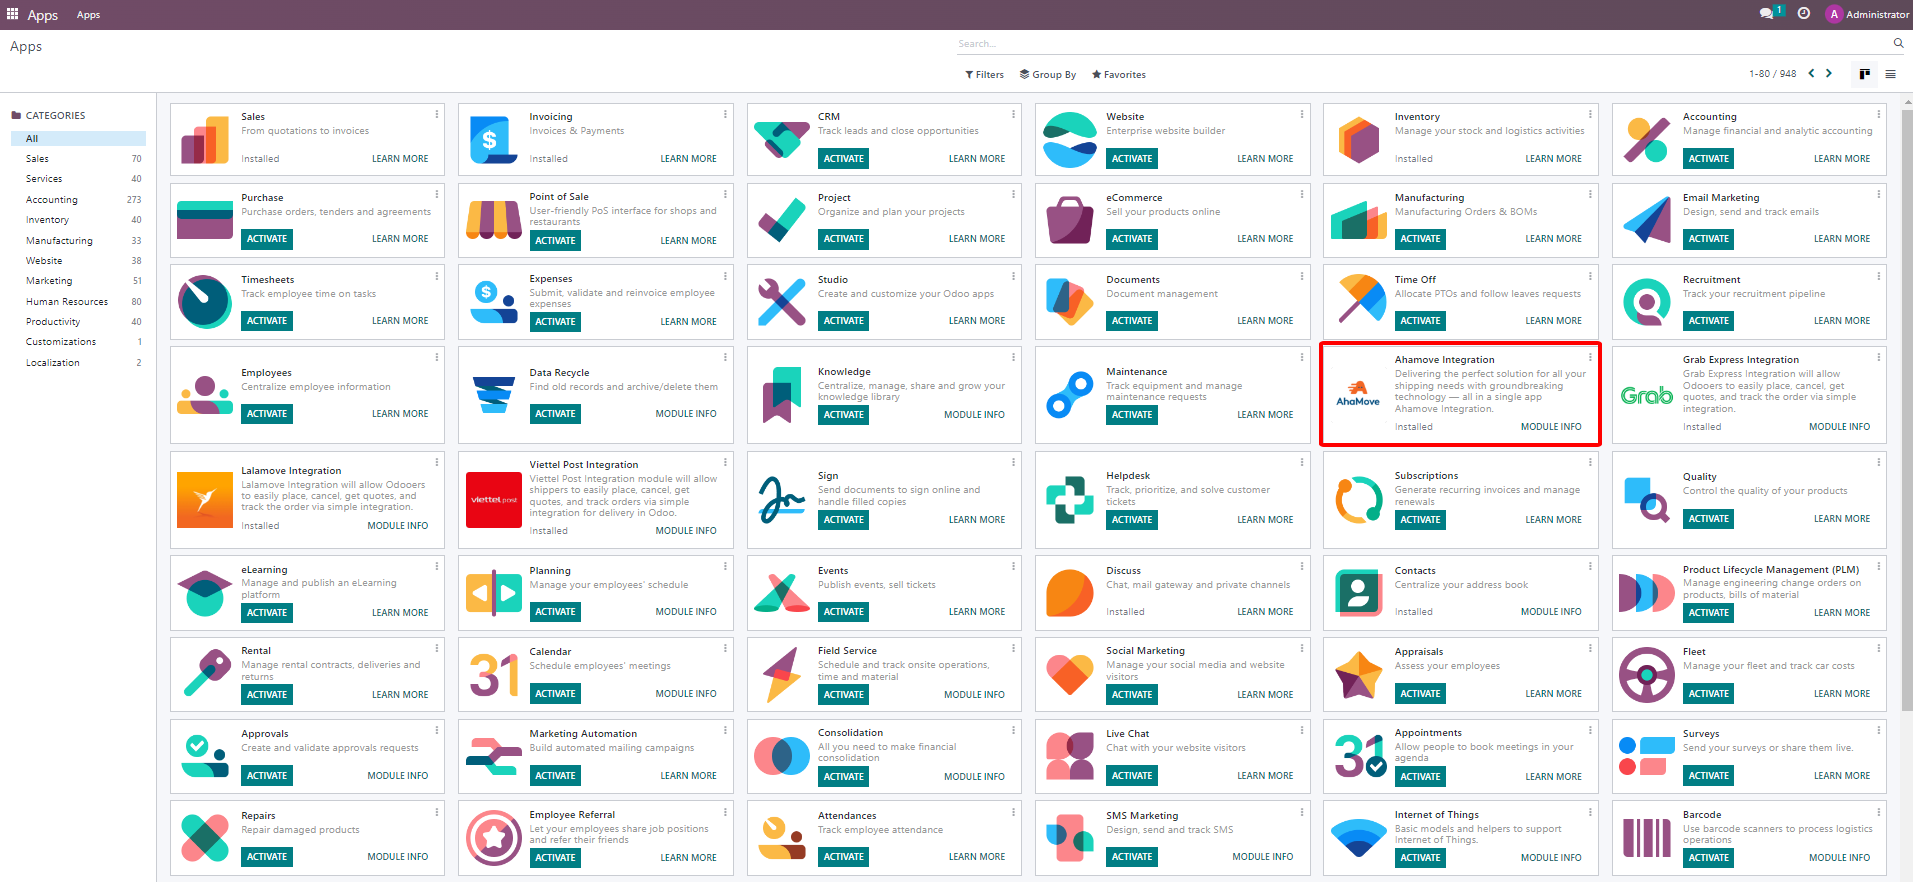 Apps Apps 1 A Administrator
Apps
Search...
Filters Group By Favorites 1-80 / 948
CATEGORIES
All
Sales 70
Services 40
Accounting 273
Inventory 40
Manufacturing 33
Website 38
Marketing 51
Human Resources 80
Productivity 40
Customizations 1
Localization 2
Sales
From quotations to invoices
Installed LEARN MORE
$
Invoicing
Invoices & Payments
Installed LEARN MORE
CRM
Track leads and close opportunities
ACTIVATE LEARN MORE
Website
Enterprise website builder
ACTIVATE LEARN MORE
Inventory
Manage your stock and logistics activities
Installed LEARN MORE
Accounting
Manage financial and analytic accounting
ACTIVATE LEARN MORE
Purchase
Purchase orders, tenders and agreements
ACTIVATE LEARN MORE
Point of Sale
User-friendly PoS interface for shops and
restaurants
ACTIVATE LEARN MORE
Project
Organize and plan your projects
ACTIVATE LEARN MORE
eCommerce
Sell your products online
ACTIVATE LEARN MORE
Manufacturing
Manufacturing Orders & BOMs
ACTIVATE LEARN MORE
Email Marketing
Design, send and track emails
ACTIVATE LEARN MORE
Timesheets
Track employee time on tasks
ACTIVATE LEARN MORE
$
Expenses
Submit, validate and reinvoice employee
expenses
ACTIVATE LEARN MORE
Studio
Create and customize your Odoo apps
ACTIVATE LEARN MORE
Documents
Document management
ACTIVATE LEARN MORE
Time Off
Allocate PTOs and follow leaves requests
ACTIVATE LEARN MORE
Recruitment
Track your recruitment pipeline
ACTIVATE LEARN MORE
Employees
Centralize employee information
ACTIVATE LEARN MORE
Data Recycle
Find old records and archive/delete them
ACTIVATE MODULE INFO
Knowledge
Centralize, manage, share and grow your
knowledge library
ACTIVATE MODULE INFO
Maintenance
Track equipment and manage
maintenance requests
ACTIVATE LEARN MORE
AhaMove
Ahamove Integration
Delivering the perfect solution for all your
shipping needs with groundbreaking
technology — all in a single app
Ahamove Integration.
Installed MODULE INFO
Grab
Grab Express Integration
Grab Express Integration will allow
Odooers to easily place, cancel, get
quotes, and track the order via simple
integration.
Installed MODULE INFO
Lalamove Integration
Lalamove Integration will allow Odooers
to easily place, cancel, get quotes, and
track the order via simple integration.
Installed MODULE INFO
viettel post
Viettel Post Integration
Viettel Post Integration module will allow
shippers to easily place, cancel, get
quotes, and track orders via simple
integration for delivery in Odoo.
Installed MODULE INFO
Sign
Send documents to sign online and
handle filled copies
ACTIVATE LEARN MORE
Helpdesk
Track, prioritize, and solve customer
tickets
ACTIVATE LEARN MORE
Subscriptions
Generate recurring invoices and manage
renewals
ACTIVATE LEARN MORE
Quality
Control the quality of your products
ACTIVATE LEARN MORE
eLearning
Manage and publish an eLearning
platform
ACTIVATE LEARN MORE
Planning
Manage your employees' schedule
ACTIVATE MODULE INFO
Events
Publish events, sell tickets
ACTIVATE LEARN MORE
Discuss
Chat, mail gateway and private channels
Installed LEARN MORE
Contacts
Centralize your address book
Installed MODULE INFO
Product Lifecycle Management (PLM)
Manage engineering change orders on
products, bills of material
ACTIVATE LEARN MORE
Rental
Manage rental contracts, deliveries and
returns
ACTIVATE LEARN MORE
31
Calendar
Schedule employees' meetings
ACTIVATE MODULE INFO
Field Service
Schedule and track onsite operations,
time and material
ACTIVATE MODULE INFO
Social Marketing
Manage your social media and website
visitors
ACTIVATE LEARN MORE
Appraisals
Assess your employees
ACTIVATE LEARN MORE
Fleet
Manage your fleet and track car costs
ACTIVATE LEARN MORE
Approvals
Create and validate approvals requests
ACTIVATE MODULE INFO
Marketing Automation
Build automated mailing campaigns
ACTIVATE LEARN MORE
Consolidation
All you need to make financial
consolidation
ACTIVATE MODULE INFO
Live Chat
Chat with your website visitors
ACTIVATE LEARN MORE
31
Appointments
Allow people to book meetings in your
agenda
ACTIVATE LEARN MORE
Surveys
Send your surveys or share them live.
ACTIVATE LEARN MORE
Repairs
Repair damaged products
ACTIVATE MODULE INFO
Employee Referral
Let your employees share job positions
and refer their friends
ACTIVATE LEARN MORE
Attendances
Track employee attendance
ACTIVATE LEARN MORE
SMS Marketing
Design, send and track SMS
ACTIVATE MODULE INFO
Internet of Things
Basic models and helpers to support
Internet of Things.
ACTIVATE MODULE INFO
Barcode
Use barcode scanners to process logistics
operations
ACTIVATE MODULE INFO